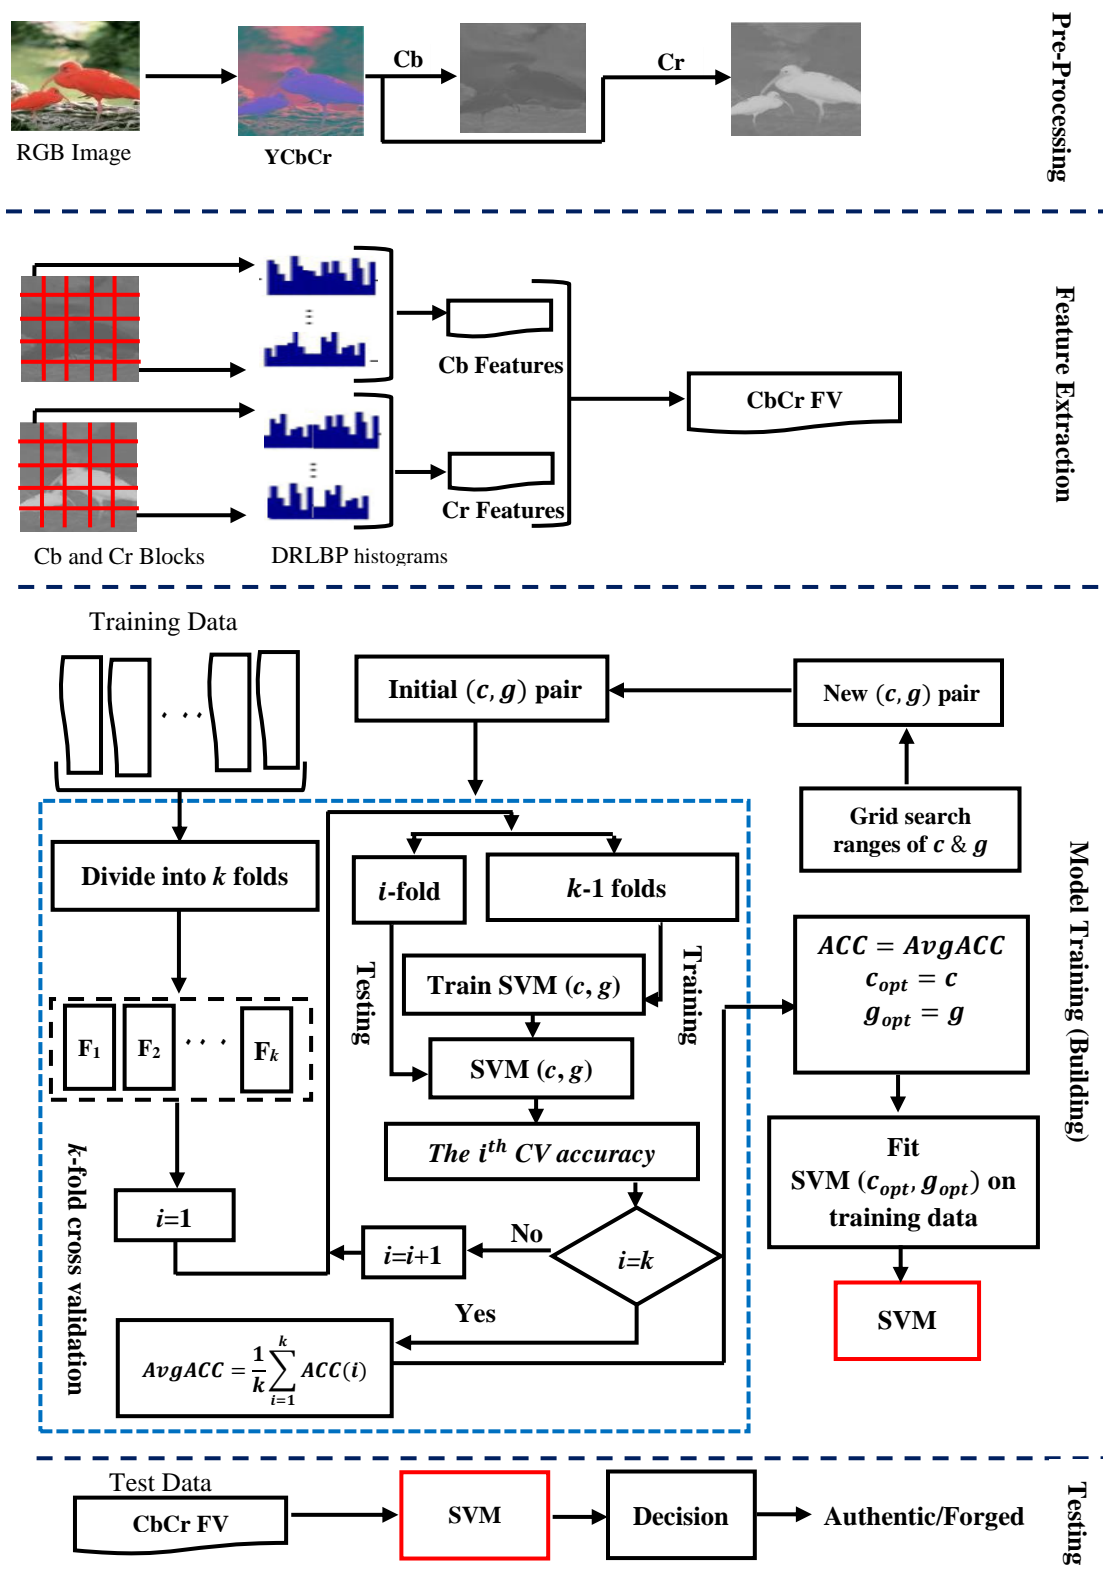 Cb
Cr
RGB Image
YCbCr
Pre-Processing
Cb Features
CbCr FV
Cr Features
Cb and Cr Blocks
DRLBP histograms
Feature Extraction
Training Data
Initial (c, g) pair
New (c, g) pair
Grid search
ranges of c & g
Divide into k folds
i-fold
k-1 folds
Testing
Training
Train SVM (c, g)
SVM (c, g)
F1
F2
. . .
Fk
The i^th CV accuracy
i=1
No
i=i+1
i=k
Yes
AvgACC = 1/k ∑_{i=1}^{k} ACC(i)
k-fold cross validation
ACC = AvgACC
c_opt = c
g_opt = g
Fit
SVM (c_opt, g_opt) on
training data
SVM
Model Training (Building)
Test Data
CbCr FV
SVM
Decision
Authentic/Forged
Testing